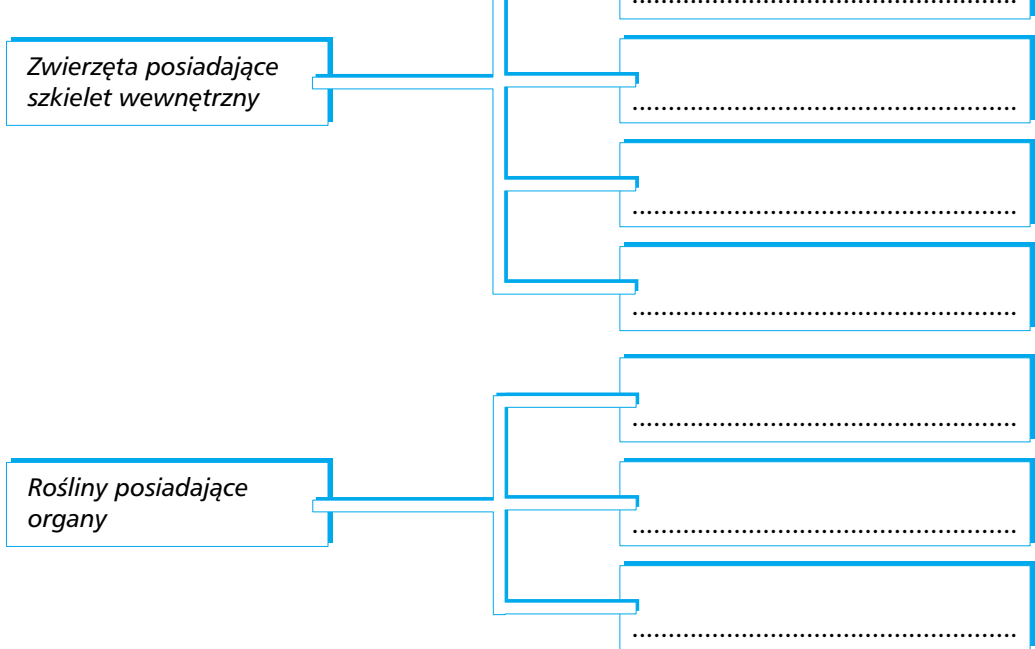 Zwierzęta posiadające
szkielet wewnętrzny
Rośliny posiadające
organy